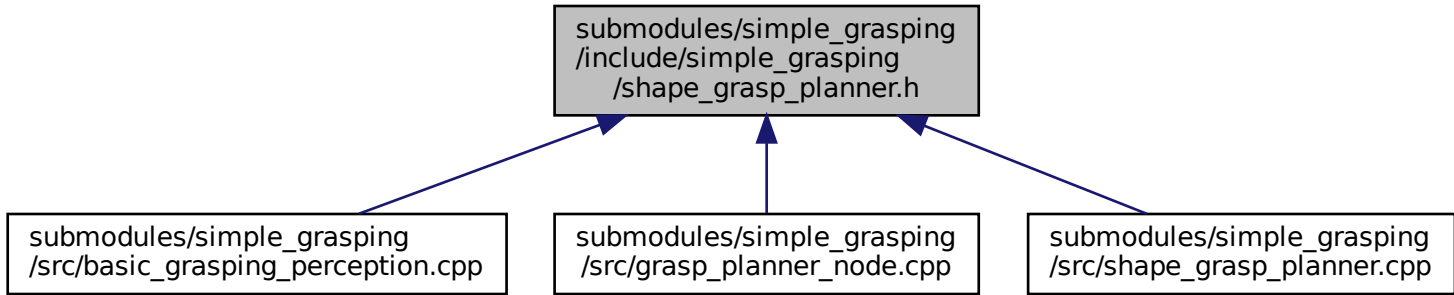 submodules/simple_grasping
/include/simple_grasping
/shape_grasp_planner.h
submodules/simple_grasping
/src/basic_grasping_perception.cpp
submodules/simple_grasping
/src/grasp_planner_node.cpp
submodules/simple_grasping
/src/shape_grasp_planner.cpp